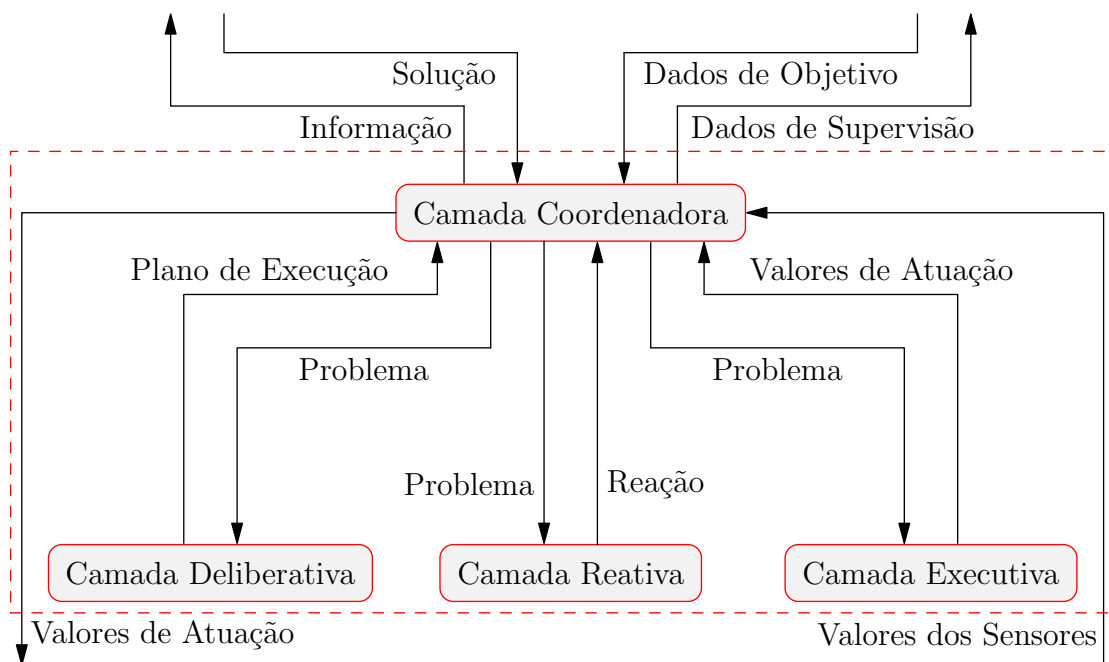 Solução
Dados de Objetivo
Informação
Dados de Supervisão
Camada Coordenadora
Plano de Execução
Valores de Atuação
Problema
Problema
Problema
Reação
Camada Deliberativa
Camada Reativa
Camada Executiva
Valores de Atuação
Valores dos Sensores